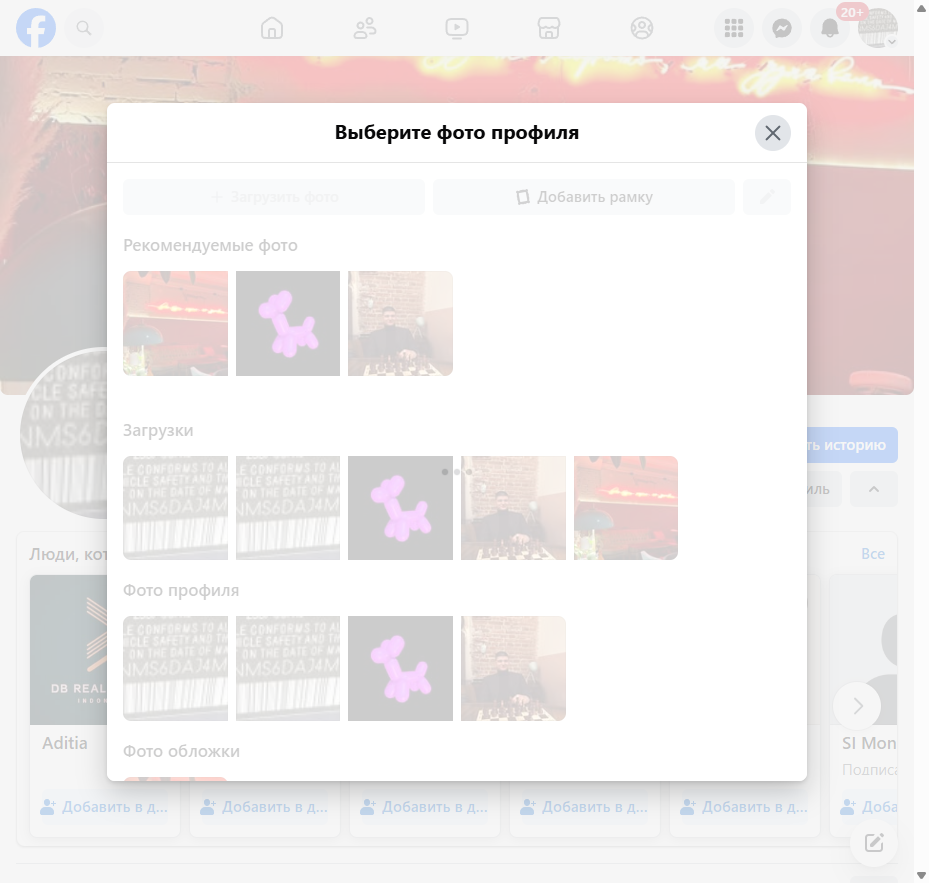 20+
Выберите фото профиля
+ Загрузить фото
Добавить рамку
Рекомендуемые фото
Загрузки
ть историю
иль
Люди, кот
Все
Фото профиля
DB REAL
Aditia
SI Mon
Подписа
Фото обложки
Добавить в д... Добавить в д... Добавить в д... Добавить в д... Добавить в д... Доба